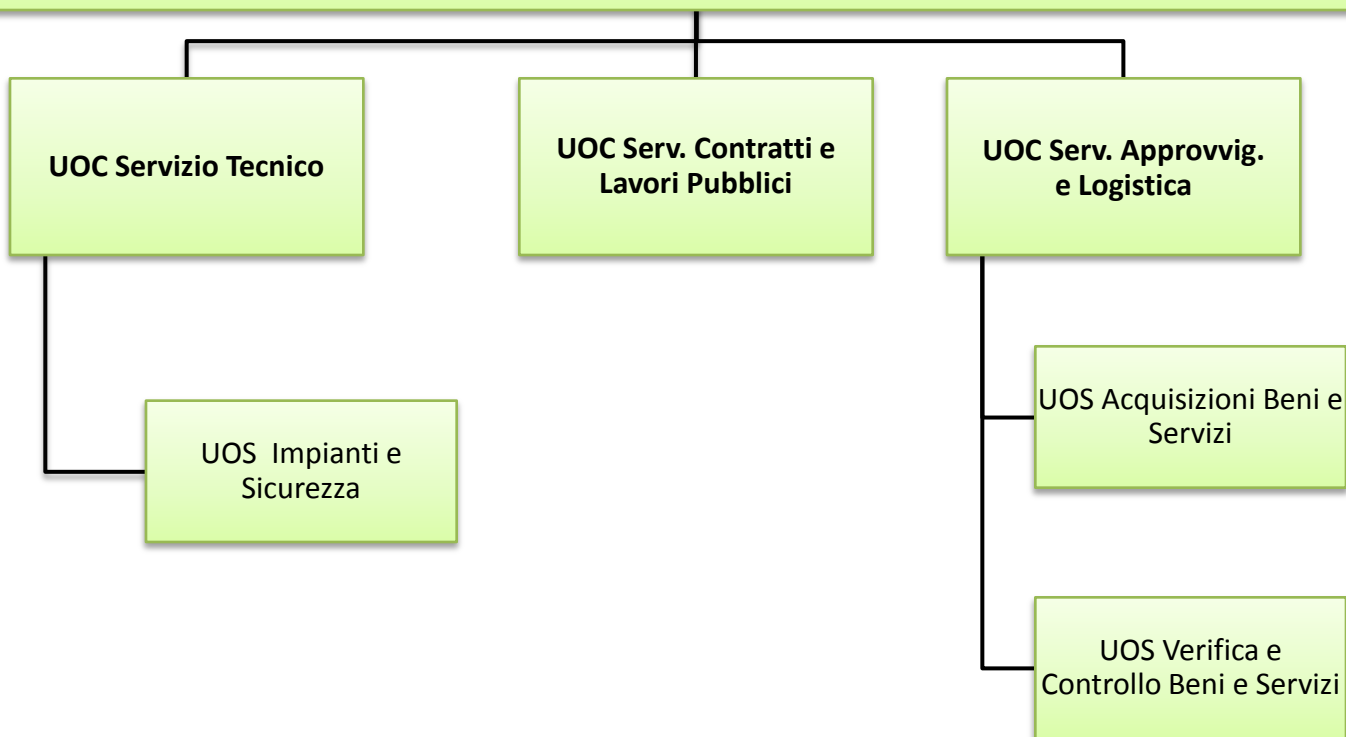 UOC Servizio Tecnico
UOC Serv. Contratti e
Lavori Pubblici
UOC Serv. Approvvig.
e Logistica
UOS Impianti e
Sicurezza
UOS Acquisizioni Beni e
Servizi
UOS Verifica e
Controllo Beni e Servizi